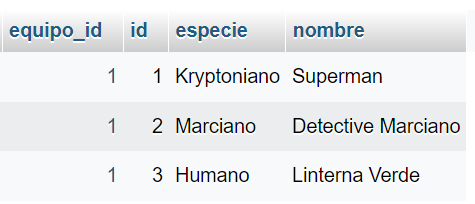 equipo_id id especie nombre
1 1 Kryptoniano Superman
1 2 Marciano Detective Marciano
1 3 Humano Linterna Verde